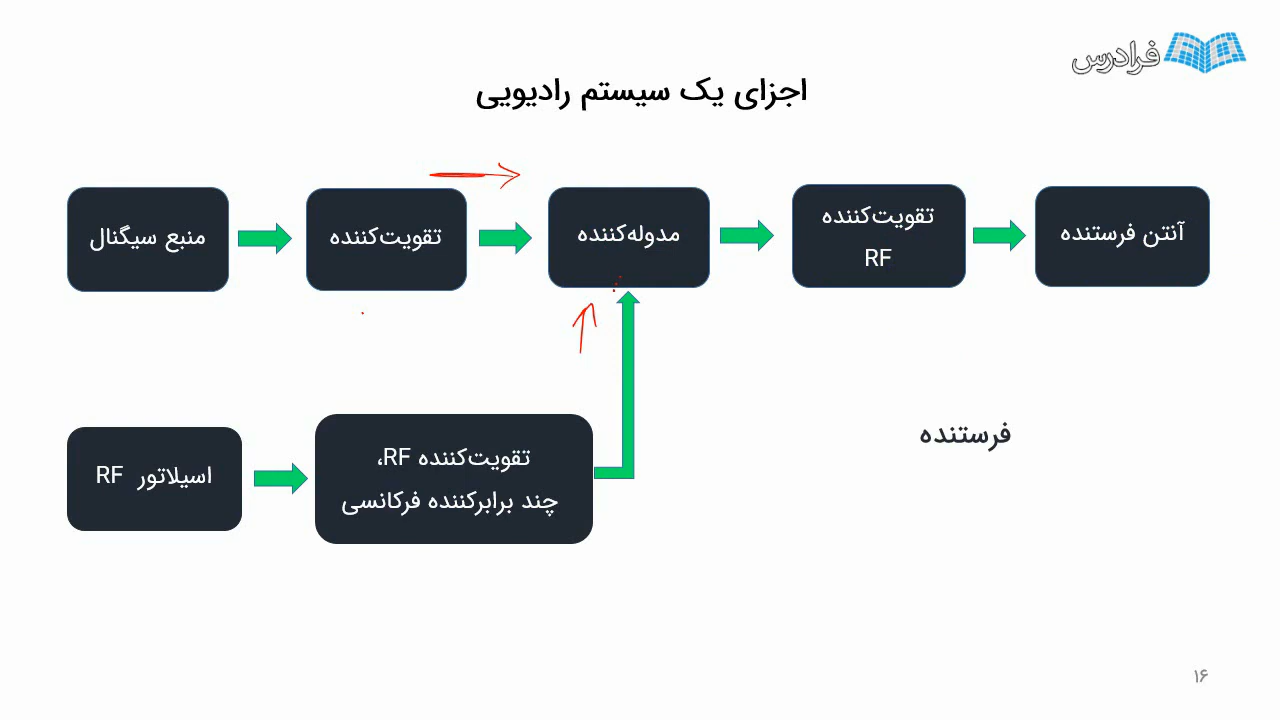 فرادرس
اجزای یک سیستم رادیویی
منبع سیگنال
تقویت‌کننده
مدوله‌کننده
تقویت‌کننده
RF
آنتن فرستنده
اسیلاتور RF
تقویت‌کننده RF،
چند برابرکننده فرکانسی
فرستنده
۱۶